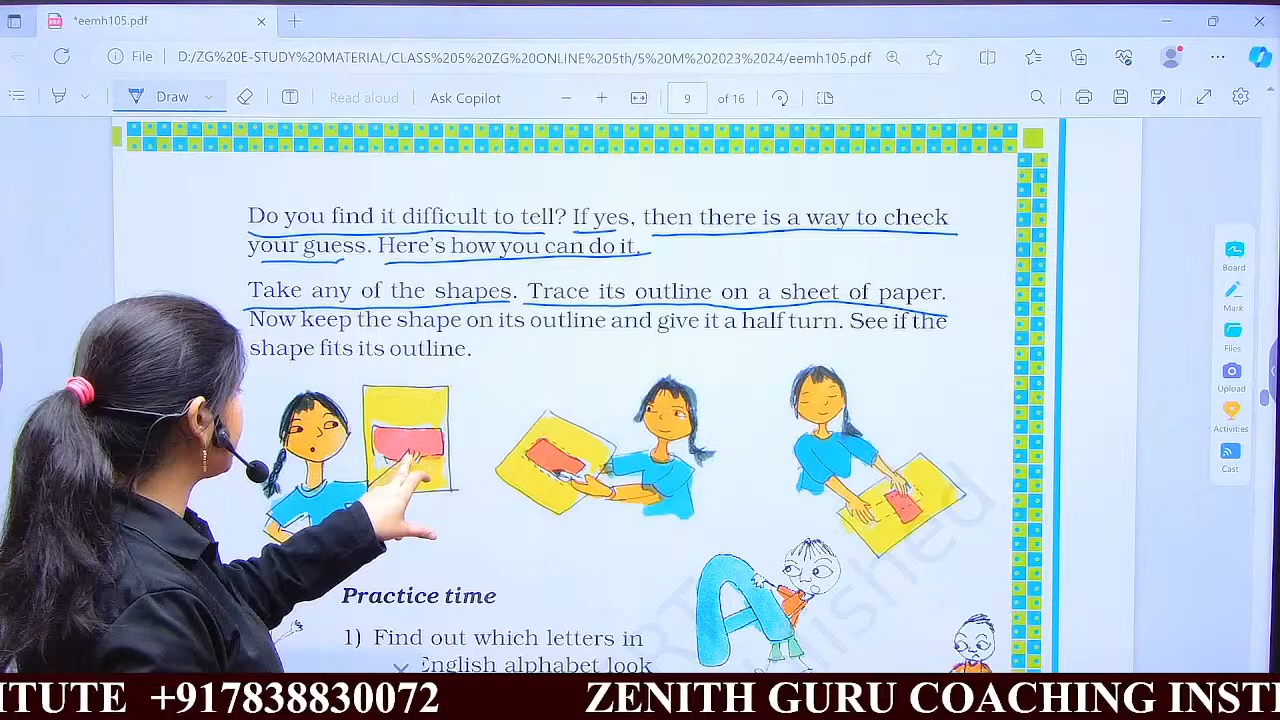 *eemh105.pdf
File
D:/ZG%20E-STUDY%20MATERIAL/CLASS%205%20ZG%20ONLINE%205th/5%20M%202023%2024/eemh105.pdf
Draw
Read aloud
Ask Copilot
9
of 16
Do you find it difficult to tell? If yes, then there is a way to check
your guess. Here's how you can do it.
Take any of the shapes. Trace its outline on a sheet of paper.
Now keep the shape on its outline and give it a half turn. See if the
shape fits its outline.
Practice time
1) Find out which letters in
English alphabet look
Board
Mark
Files
Upload
Activities
Cast
ITUTE +917838830072 ZENITH GURU COACHING INSTI